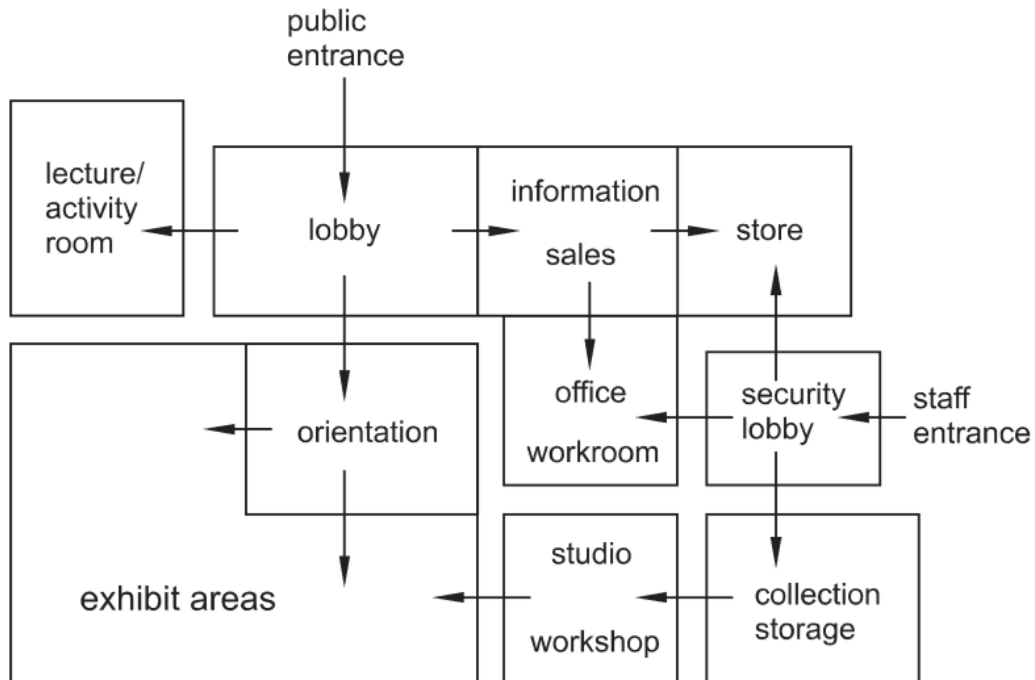 public
entrance
lecture/
activity
room
lobby
information
sales
store
office
workroom
security
lobby
staff
entrance
orientation
exhibit areas
studio
workshop
collection
storage